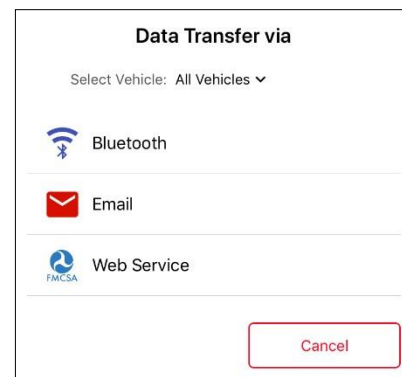 Data Transfer via
Select Vehicle: All Vehicles
Bluetooth
Email
FMCSA
Web Service
Cancel